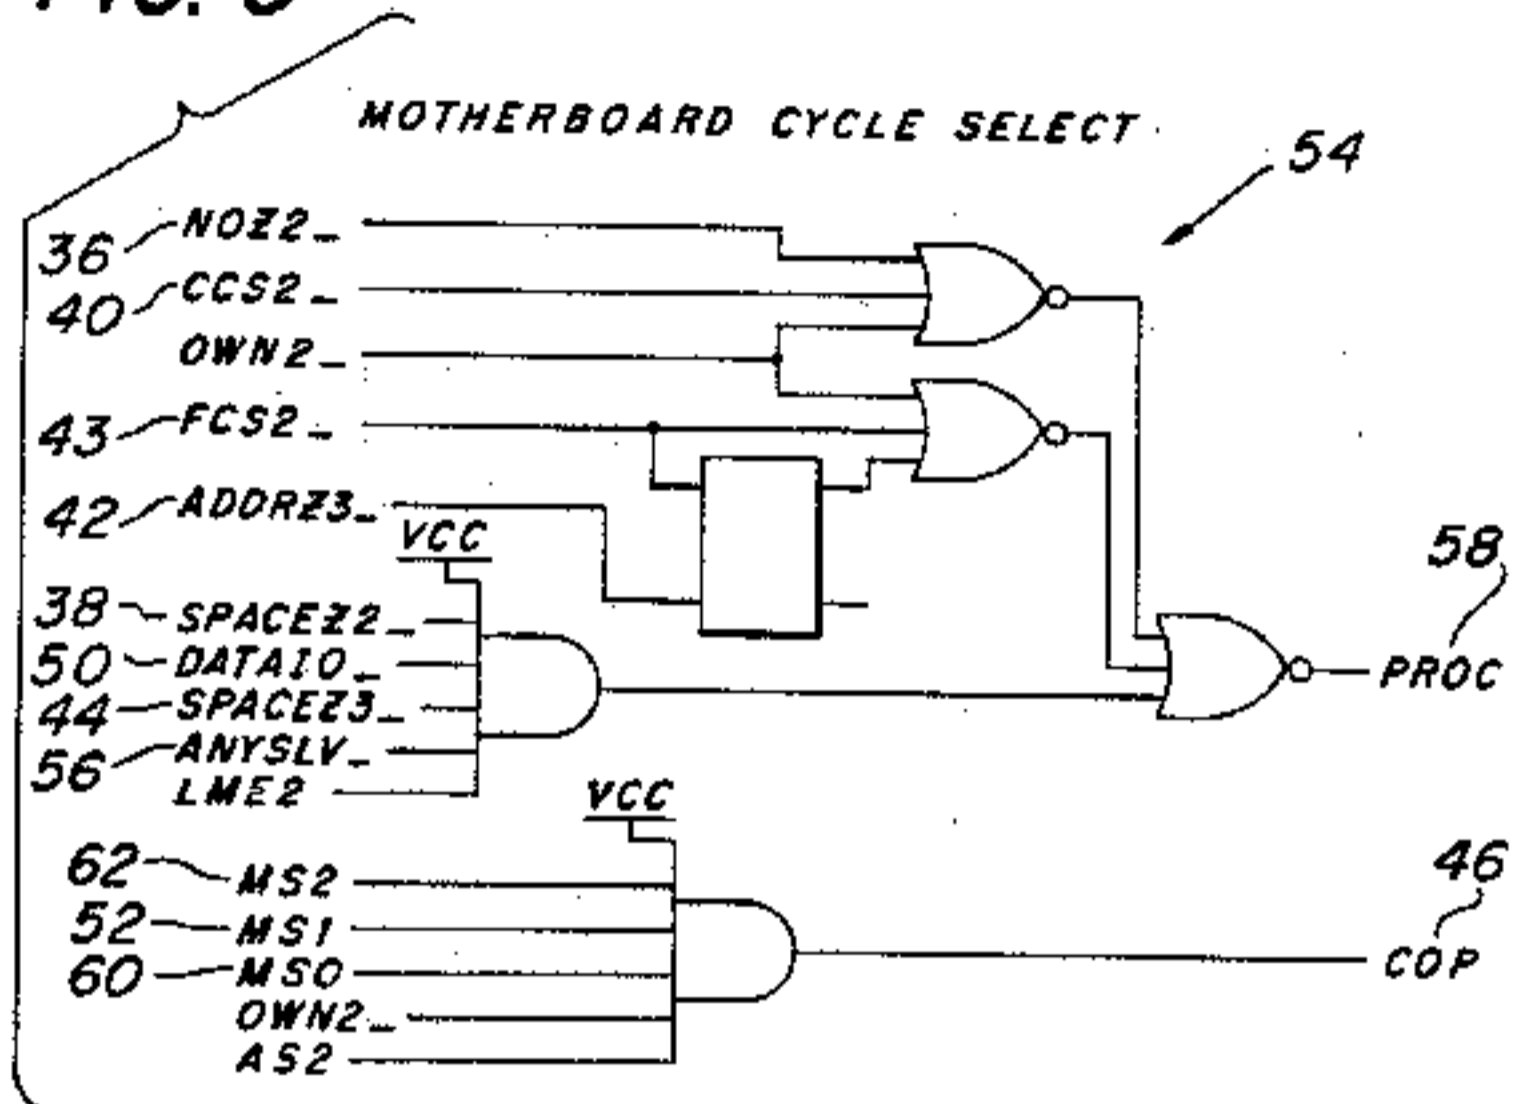 MOTHERBOARD CYCLE SELECT
54
36 NOZ2_
40 CCS2_
OWN2_
43 FCS2_
42 ADDRZ3_
VCC
58
38 SPACEZ2_
50 DATAIO_
PROC
44 SPACEZ3_
56 ANYSLV_
LME2
VCC
62 MS2
46
52 MS1
60 MS0
COP
OWN2_
AS2